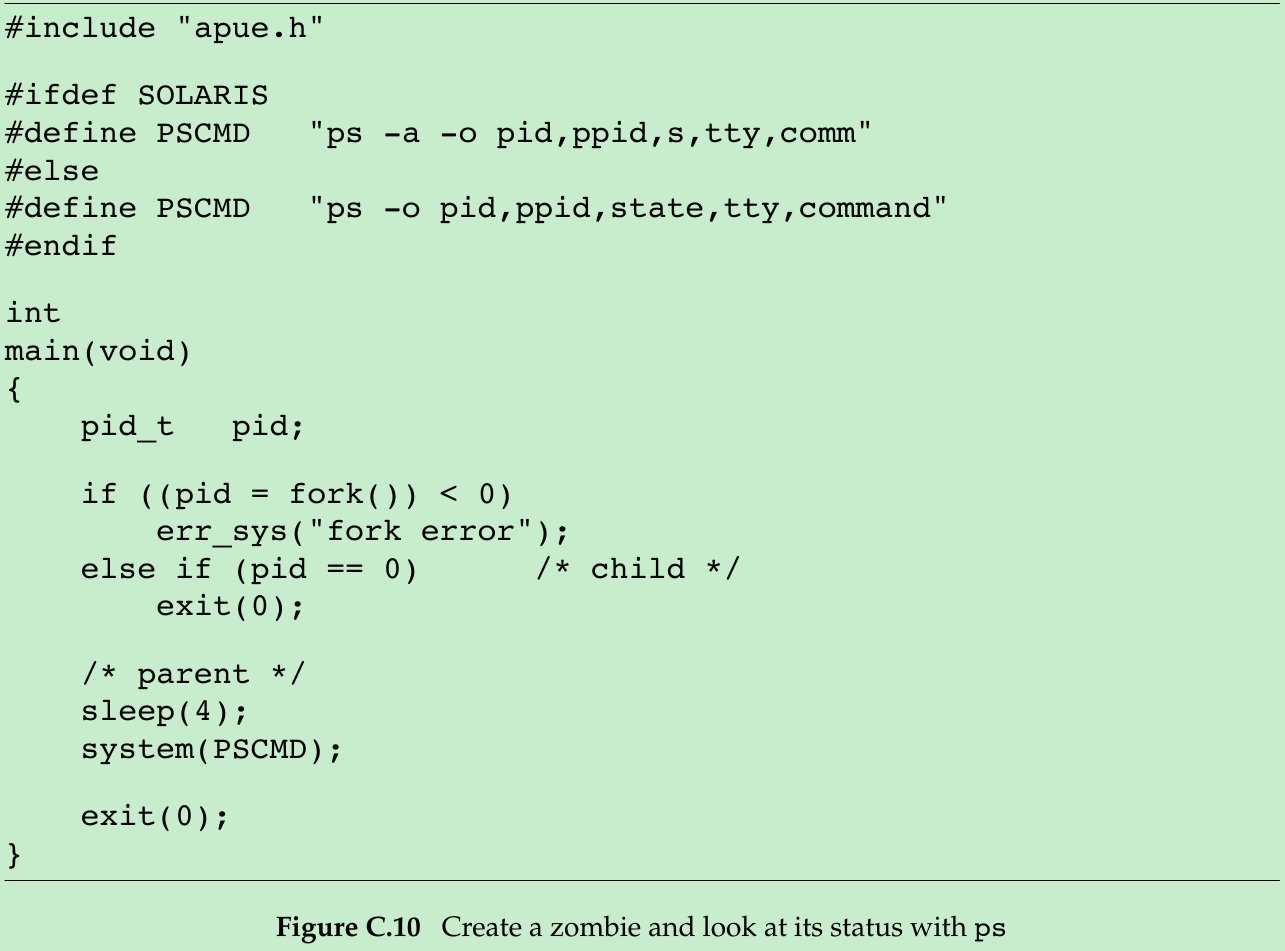 #include "apue.h"
#ifdef SOLARIS
#define PSCMD   "ps -a -o pid,ppid,s,tty,comm"
#else
#define PSCMD   "ps -o pid,ppid,state,tty,command"
#endif
int
main(void)
{
    pid_t   pid;
    if ((pid = fork()) < 0)
        err_sys("fork error");
    else if (pid == 0)      /* child */
        exit(0);
    /* parent */
    sleep(4);
    system(PSCMD);
    exit(0);
}
Figure C.10 Create a zombie and look at its status with ps